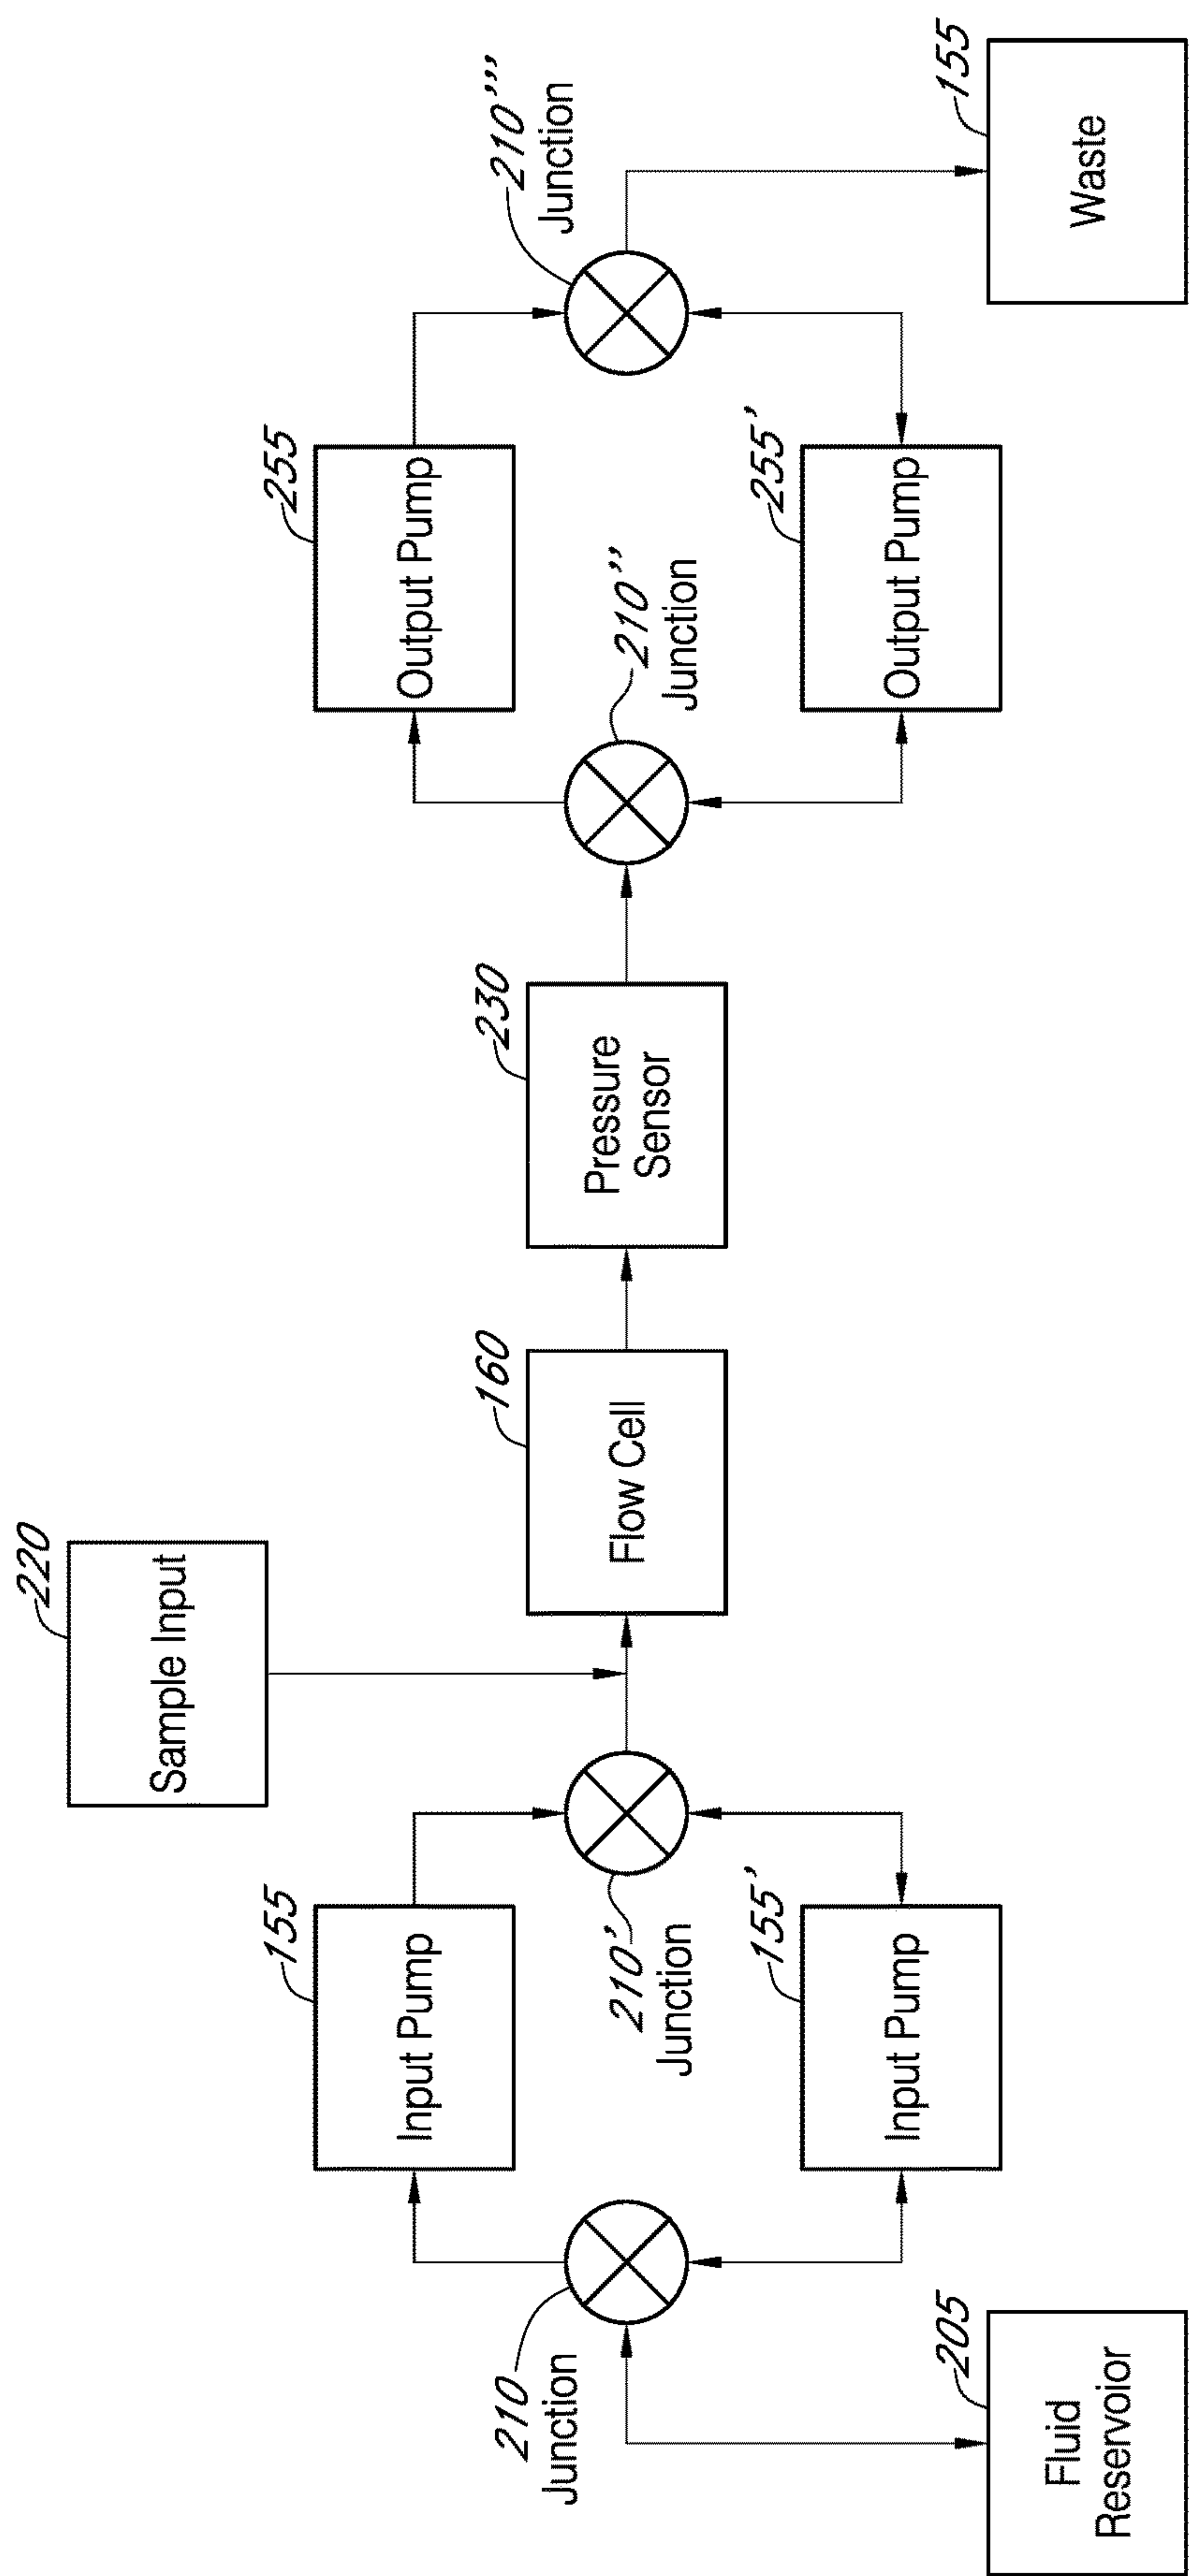 220
Sample Input
155
Input Pump
255
Output Pump
210
Junction
210'
Junction
160
Flow Cell
230
Pressure
Sensor
210''
Junction
210'''
Junction
155'
Input Pump
255'
Output Pump
205
Fluid
Reservoior
155
Waste